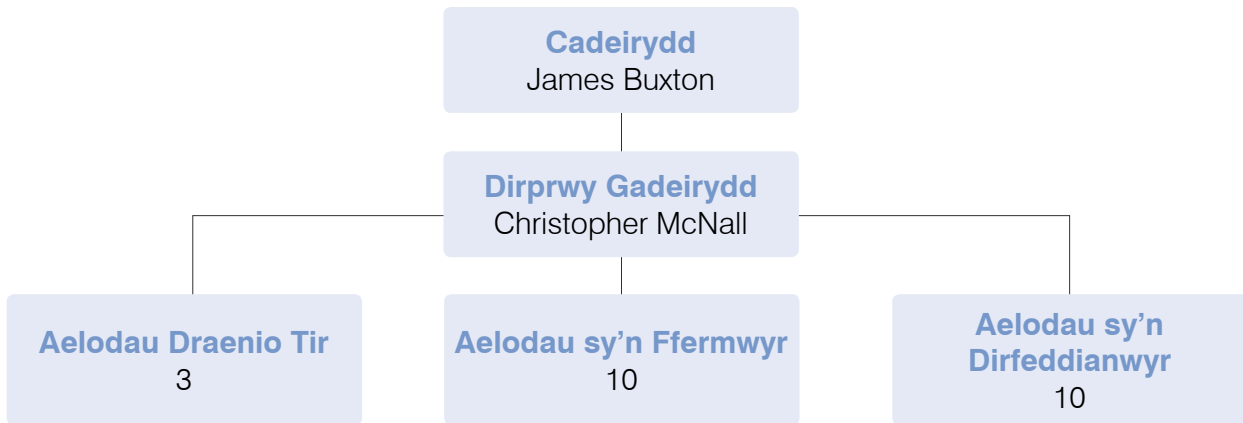 Cadeirydd
James Buxton
Dirprwy Gadeirydd
Christopher McNall
Aelodau Draenio Tir
3
Aelodau sy’n Ffermwyr
10
Aelodau sy’n
Dirfeddianwyr
10